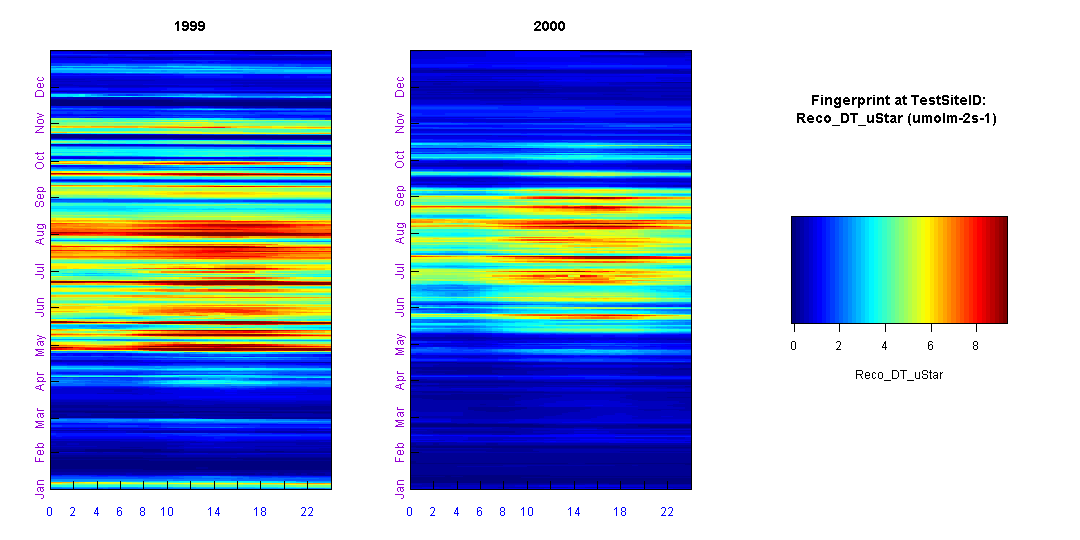 1999
2000
Fingerprint at TestSiteID:
Reco_DT_uStar (umolm-2s-1)
Dec
Nov
Oct
Sep
Aug
Jul
Jun
May
Apr
Mar
Feb
Jan
0 2 4 6 8 10 14 18 22
Dec
Nov
Oct
Sep
Aug
Jul
Jun
May
Apr
Mar
Feb
Jan
0 2 4 6 8 10 14 18 22
0 2 4 6 8
Reco_DT_uStar